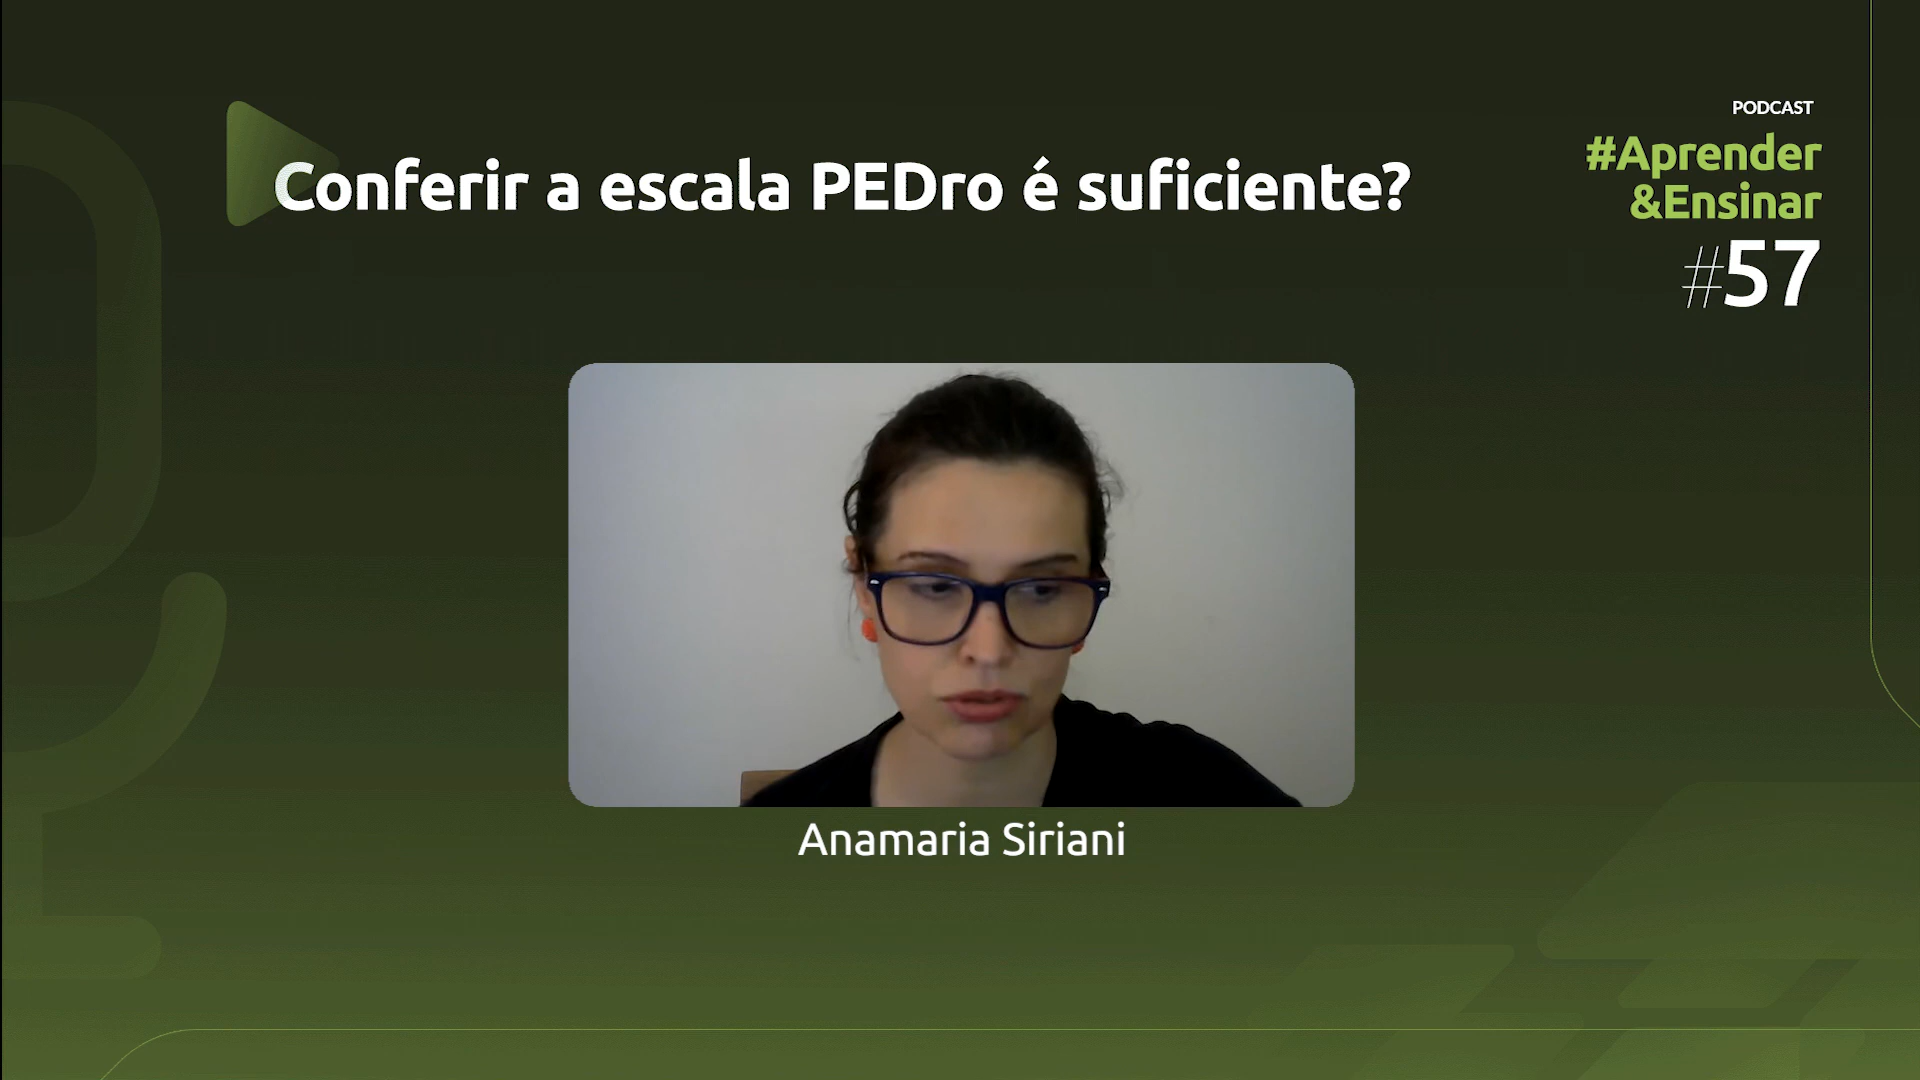 Conferir a escala PEDro é suficiente?
PODCAST
#Aprender
&Ensinar
#57
Anamaria Siriani